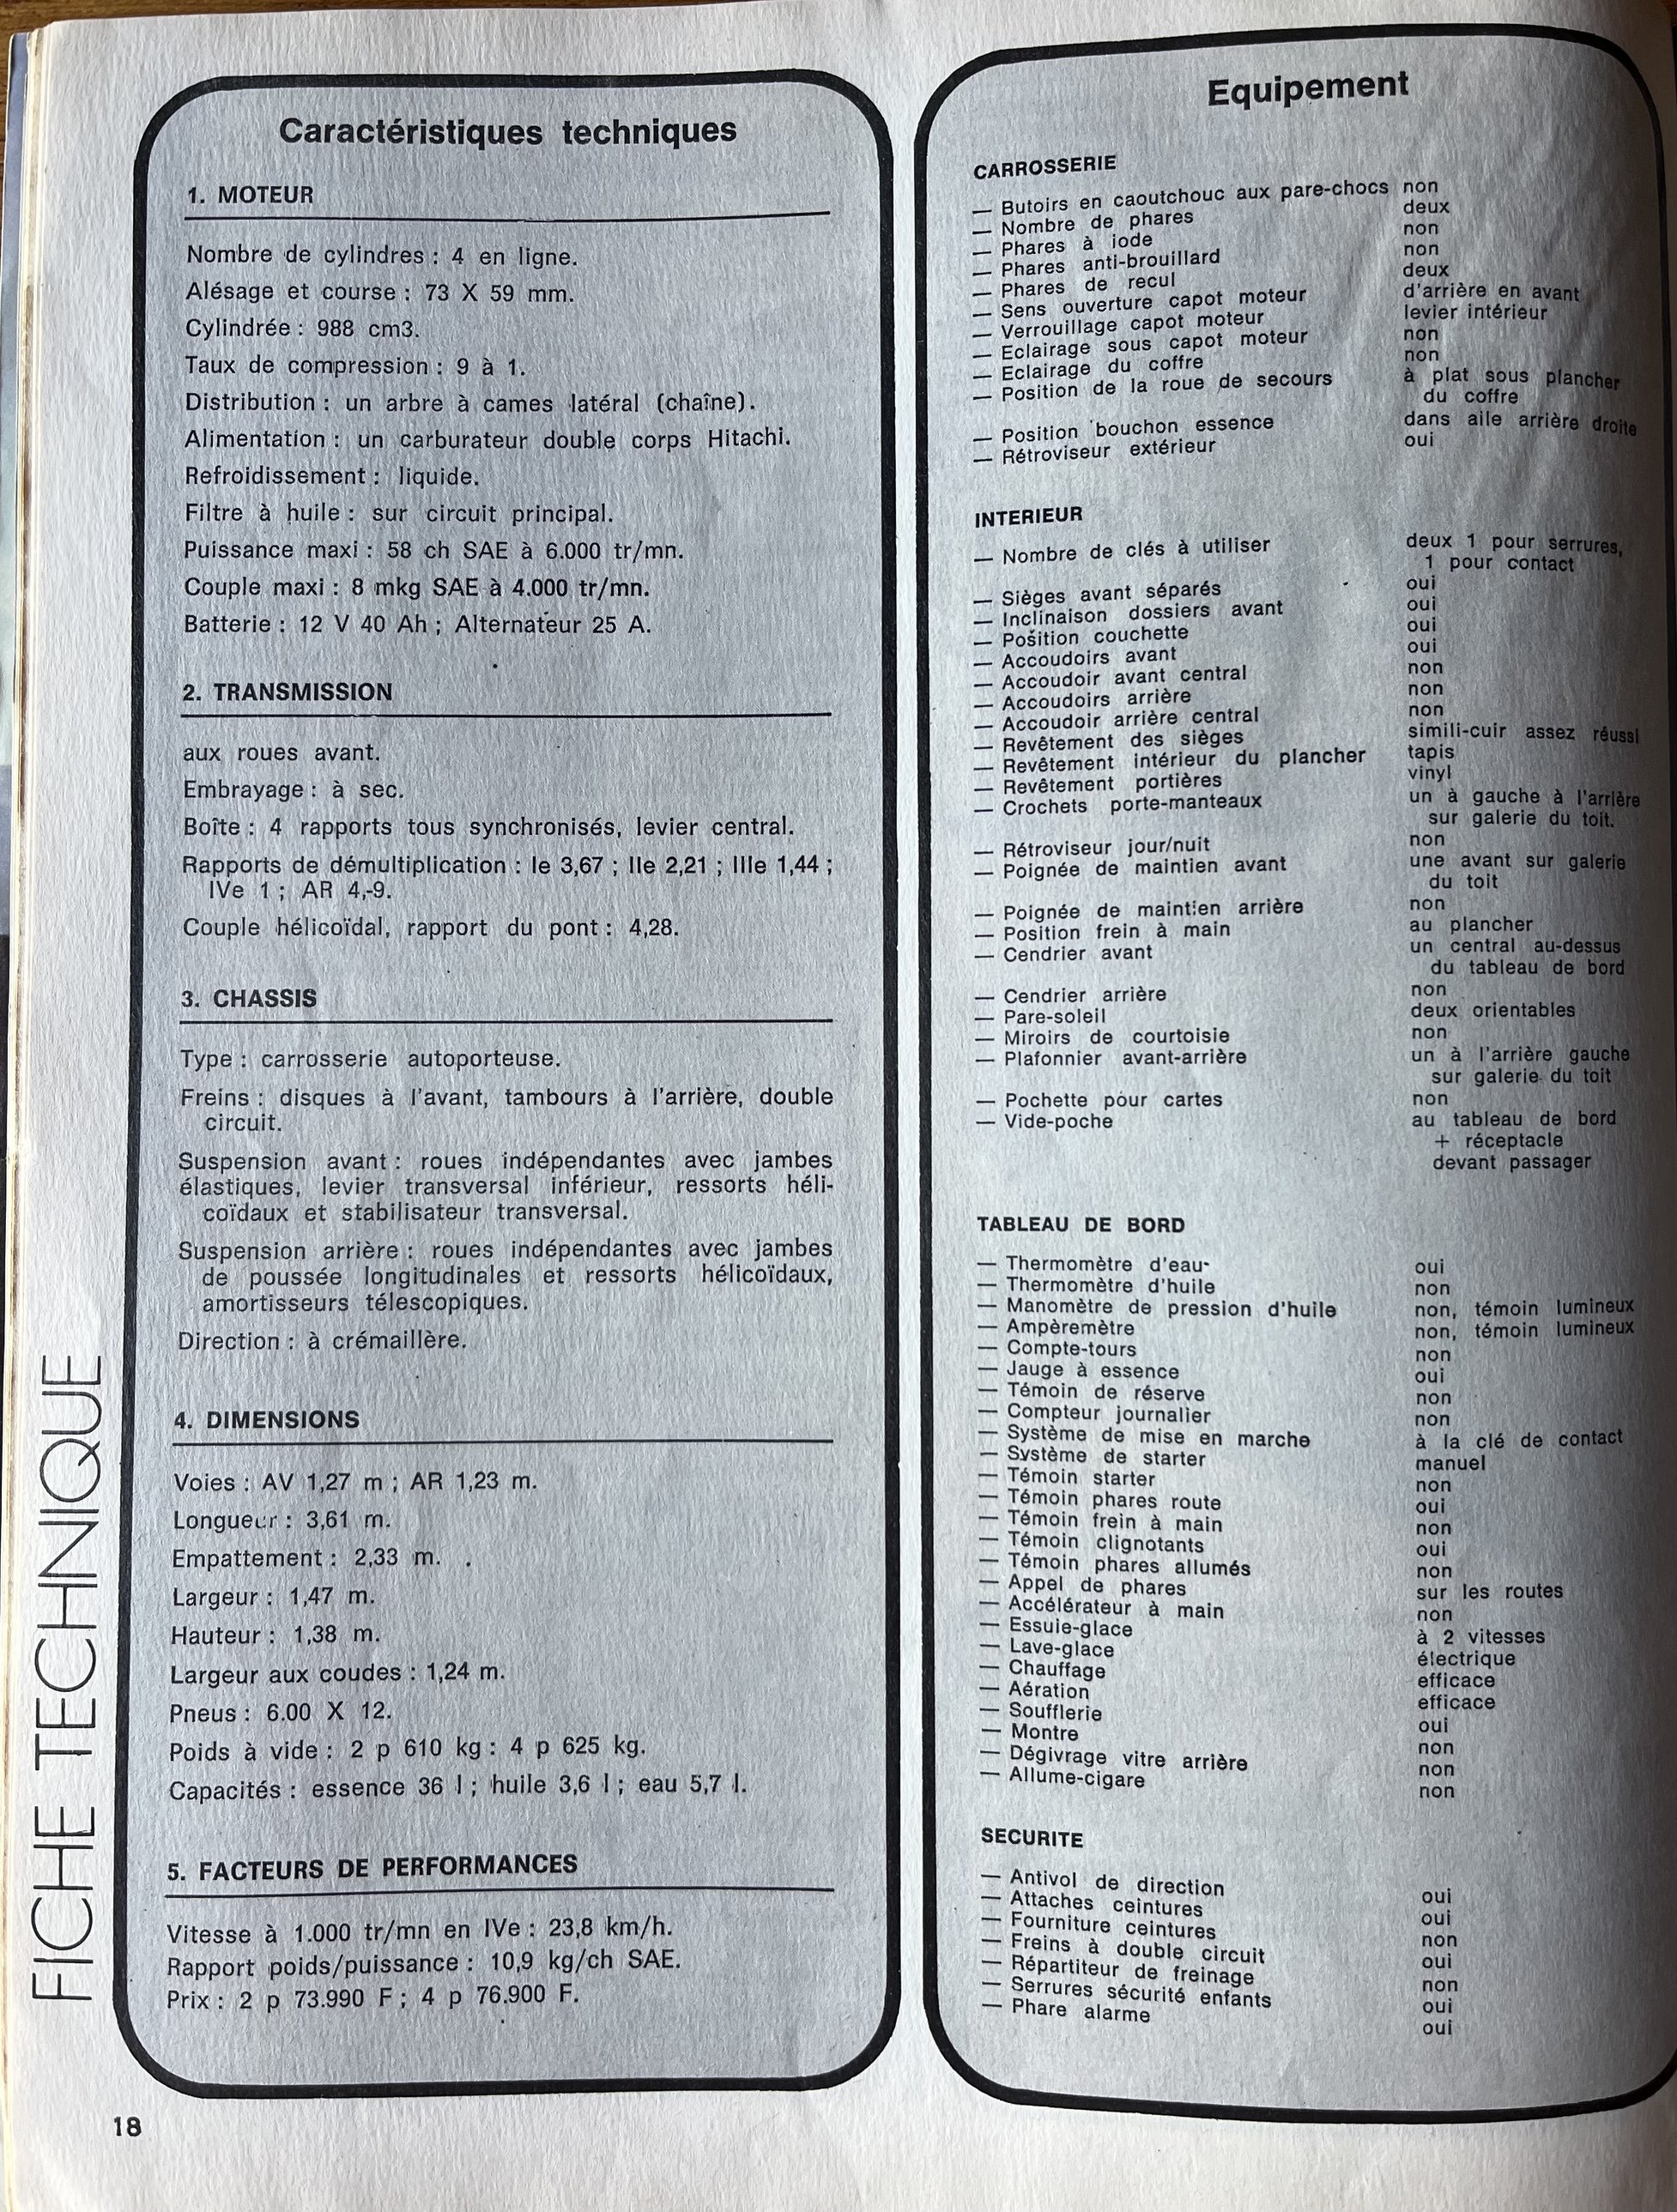 FICHE TECHNIQUE
Caractéristiques techniques
1. MOTEUR
Nombre de cylindres : 4 en ligne.
Alésage et course : 73 X 59 mm.
Cylindrée : 988 cm3.
Taux de compression : 9 à 1.
Distribution : un arbre à cames latéral (chaîne).
Alimentation : un carburateur double corps Hitachi.
Refroidissement : liquide.
Filtre à huile : sur circuit principal.
Puissance maxi : 58 ch SAE à 6.000 tr/mn.
Couple maxi : 8 mkg SAE à 4.000 tr/mn.
Batterie : 12 V 40 Ah ; Alternateur 25 A.
2. TRANSMISSION
aux roues avant.
Embrayage : à sec.
Boîte : 4 rapports tous synchronisés, levier central.
Rapports de démultiplication : Ie 3,67 ; IIe 2,21 ; IIIe 1,44 ;
IVe 1 ; AR 4,-9.
Couple hélicoïdal, rapport du pont : 4,28.
3. CHASSIS
Type : carrosserie autoporteuse.
Freins : disques à l'avant, tambours à l'arrière, double
circuit.
Suspension avant : roues indépendantes avec jambes
élastiques, levier transversal inférieur, ressorts héli-
coïdaux et stabilisateur transversal.
Suspension arrière : roues indépendantes avec jambes
de poussée longitudinales et ressorts hélicoïdaux,
amortisseurs télescopiques.
Direction : à crémaillère.
4. DIMENSIONS
Voies : AV 1,27 m ; AR 1,23 m.
Longueur : 3,61 m.
Empattement : 2,33 m.
Largeur : 1,47 m.
Hauteur : 1,38 m.
Largeur aux coudes : 1,24 m.
Pneus : 6.00 X 12.
Poids à vide : 2 p 610 kg : 4 p 625 kg.
Capacités : essence 36 l ; huile 3,6 l ; eau 5,7 l.
5. FACTEURS DE PERFORMANCES
Vitesse à 1.000 tr/mn en IVe : 23,8 km/h.
Rapport poids/puissance : 10,9 kg/ch SAE.
Prix : 2 p 73.990 F ; 4 p 76.900 F.
18
Equipement
CARROSSERIE
— Butoirs en caoutchouc aux pare-chocs non
— Nombre de phares deux
— Phares à iode non
— Phares anti-brouillard non
— Phares de recul deux
— Sens ouverture capot moteur d'arrière en avant
— Verrouillage capot moteur levier intérieur
— Eclairage sous capot moteur non
— Eclairage du coffre non
— Position de la roue de secours à plat sous plancher
du coffre
— Position bouchon essence dans aile arrière droite
— Rétroviseur extérieur oui
INTERIEUR
— Nombre de clés à utiliser deux 1 pour serrures,
1 pour contact
— Sièges avant séparés oui
— Inclinaison dossiers avant oui
— Position couchette oui
— Accoudoirs avant oui
— Accoudoir avant central non
— Accoudoirs arrière non
— Accoudoir arrière central non
— Revêtement des sièges simili-cuir assez réussi
— Revêtement intérieur du plancher tapis
— Revêtement portières vinyl
— Crochets porte-manteaux un à gauche à l'arrière
sur galerie du toit.
— Rétroviseur jour/nuit non
— Poignée de maintien avant une avant sur galerie
du toit
— Poignée de maintien arrière non
— Position frein à main au plancher
— Cendrier avant un central au-dessus
du tableau de bord
— Cendrier arrière non
— Pare-soleil deux orientables
— Miroirs de courtoisie non
— Plafonnier avant-arrière un à l'arrière gauche
sur galerie du toit
— Pochette pour cartes non
— Vide-poche au tableau de bord
+ réceptacle
devant passager
TABLEAU DE BORD
— Thermomètre d'eau oui
— Thermomètre d'huile non
— Manomètre de pression d'huile non, témoin lumineux
— Ampèremètre non, témoin lumineux
— Compte-tours non
— Jauge à essence oui
— Témoin de réserve non
— Compteur journalier non
— Système de mise en marche à la clé de contact
— Système de starter manuel
— Témoin starter non
— Témoin phares route oui
— Témoin frein à main non
— Témoin clignotants oui
— Témoin phares allumés non
— Appel de phares sur les routes
— Accélérateur à main non
— Essuie-glace à 2 vitesses
— Lave-glace électrique
— Chauffage efficace
— Aération efficace
— Soufflerie oui
— Montre non
— Dégivrage vitre arrière non
— Allume-cigare non
SECURITE
— Antivol de direction oui
— Attaches ceintures oui
— Fourniture ceintures non
— Freins à double circuit oui
— Répartiteur de freinage non
— Serrures sécurité enfants oui
— Phare alarme oui